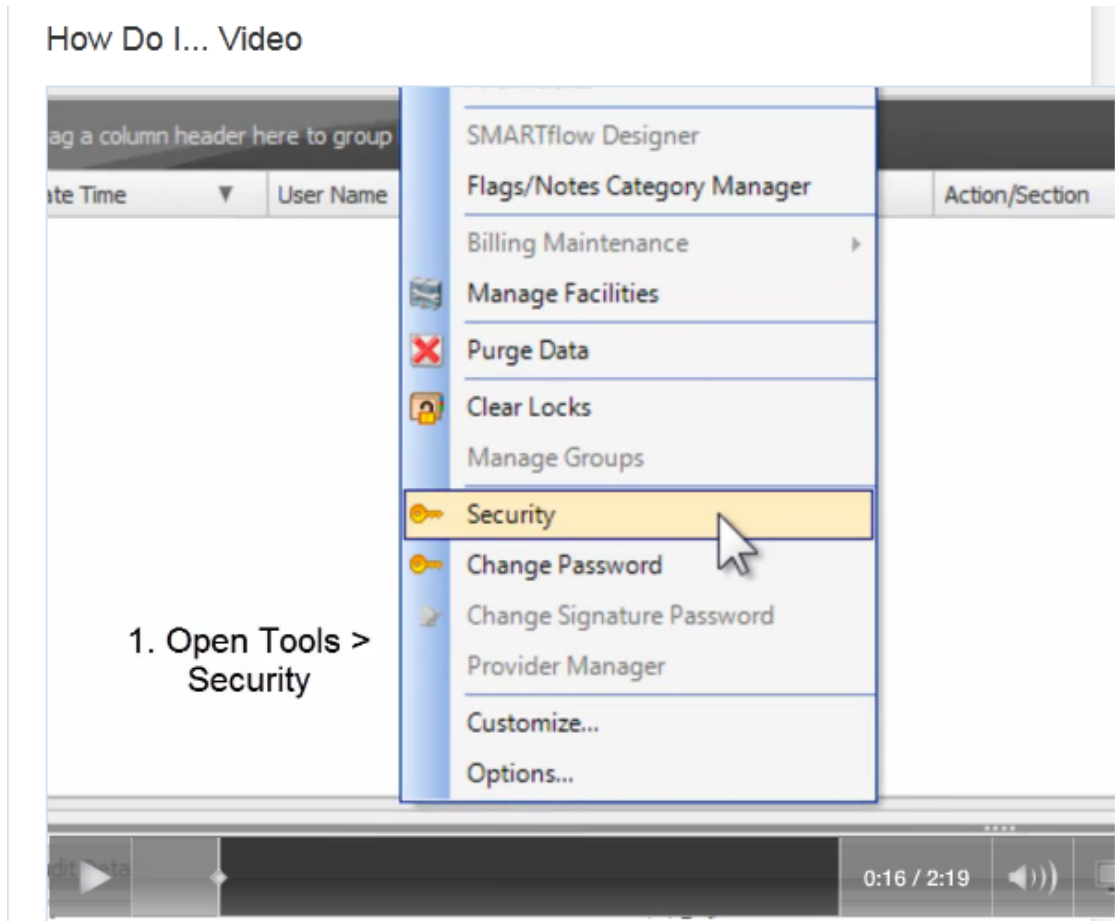 How Do I... Video
ag a column header here to group
ate Time
User Name
Action/Section
SMARTflow Designer
Flags/Notes Category Manager
Billing Maintenance
Manage Facilities
Purge Data
Clear Locks
Manage Groups
Security
Change Password
Change Signature Password
Provider Manager
Customize...
Options...
1. Open Tools >
Security
0:16 / 2:19